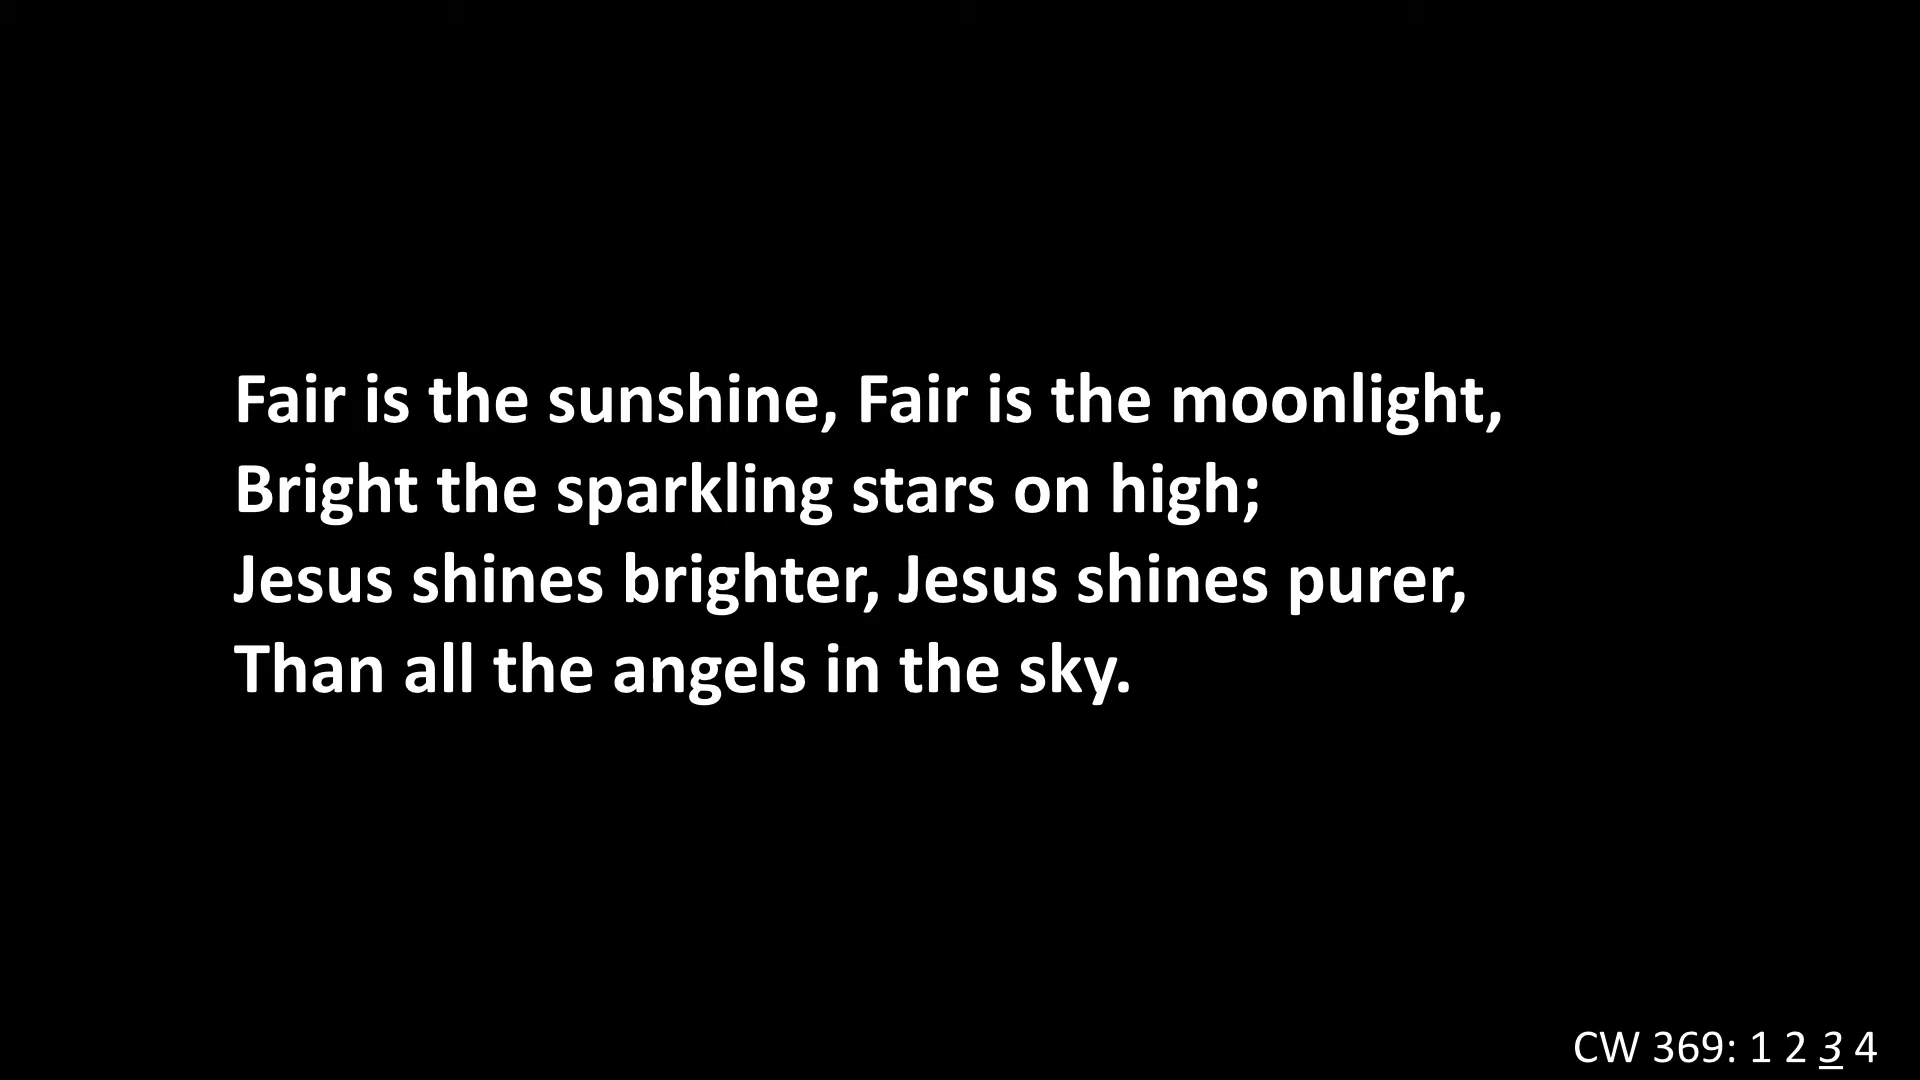 Fair is the sunshine, Fair is the moonlight,
Bright the sparkling stars on high;
Jesus shines brighter, Jesus shines purer,
Than all the angels in the sky.
CW 369: 1 2 3 4